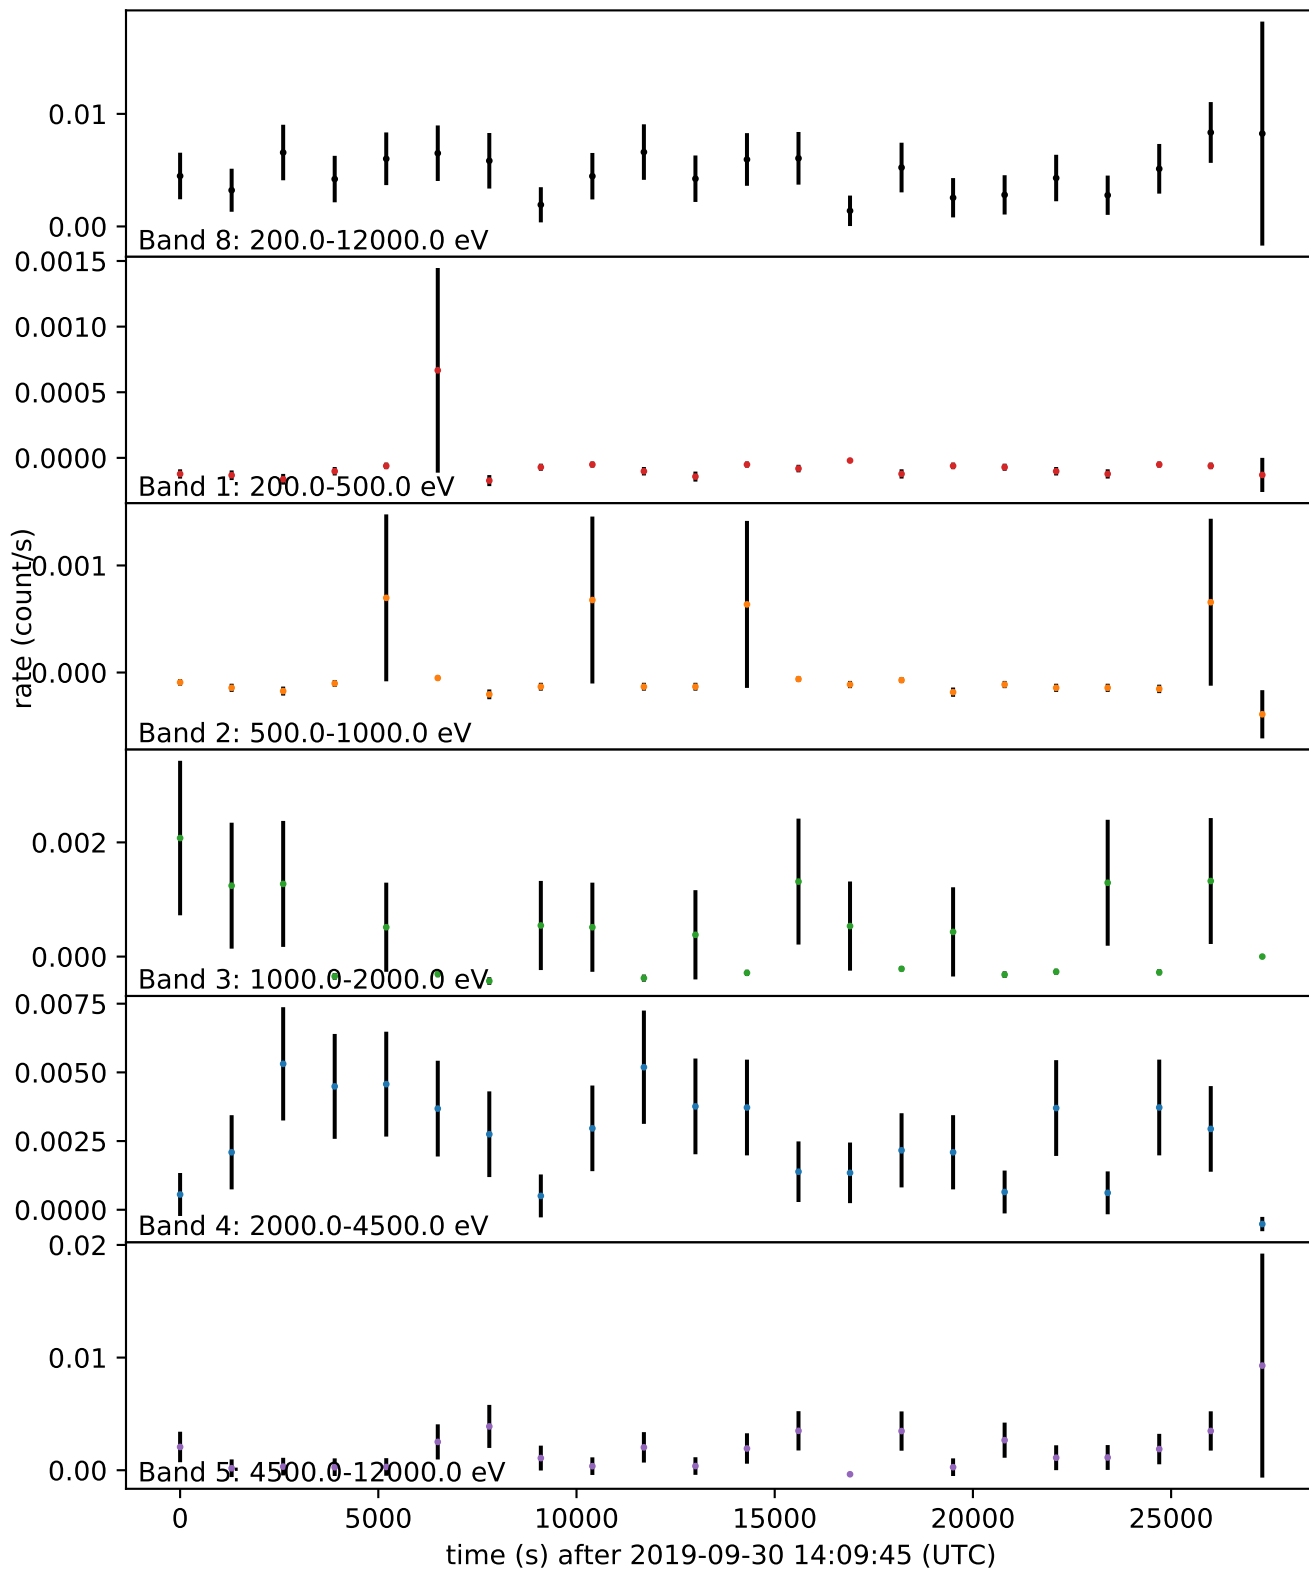 0.01
0.00
Band 8: 200.0-12000.0 eV
0.0015
0.0010
0.0005
0.0000
Band 1: 200.0-500.0 eV
rate (count/s)
0.001
0.000
Band 2: 500.0-1000.0 eV
0.002
0.000
Band 3: 1000.0-2000.0 eV
0.0075
0.0050
0.0025
0.0000
Band 4: 2000.0-4500.0 eV
0.02
0.01
0.00
Band 5: 4500.0-12000.0 eV
0 5000 10000 15000 20000 25000
time (s) after 2019-09-30 14:09:45 (UTC)